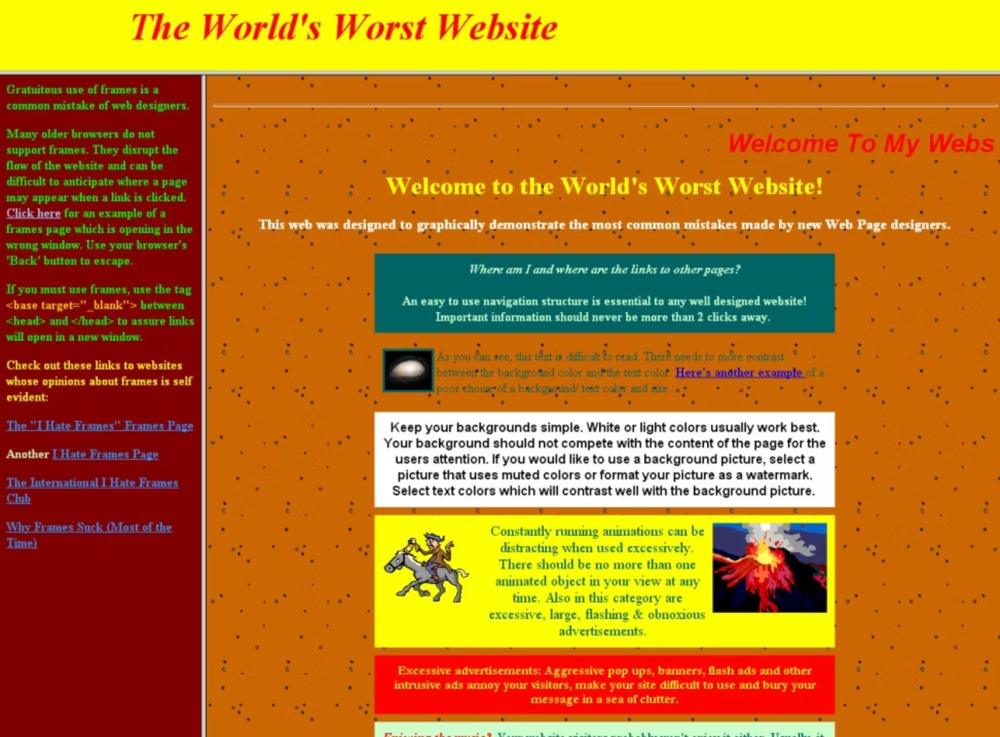 The World's Worst Website
Gratuitous use of frames is a
common mistake of web designers.
Many older browsers do not
support frames. They disrupt the
flow of the website and can be
difficult to anticipate where a page
may appear when a link is clicked.
Click here for an example of a
frames page which is opening in the
wrong window. Use your browser's
'Back' button to escape.
If you must use frames, use the tag
<base target="_blank"> between
<head> and </head> to assure links
will open in a new window.
Check out these links to websites
whose opinions about frames is self
evident:
The "I Hate Frames" Frames Page
Another I Hate Frames Page
The International I Hate Frames
Club
Why Frames Suck (Most of the
Time)
Welcome To My Webs
Welcome to the World's Worst Website!
This web was designed to graphically demonstrate the most common mistakes made by new Web Page designers.
Where am I and where are the links to other pages?
An easy to use navigation structure is essential to any well designed website!
Important information should never be more than 2 clicks away.
As you can see, this text is difficult to read. There needs to more contrast
between the background color and the text color. Here's another example of a
poor choice of a background/ text color and size.
Keep your backgrounds simple. White or light colors usually work best.
Your background should not compete with the content of the page for the
users attention. If you would like to use a background picture, select a
picture that uses muted colors or format your picture as a watermark.
Select text colors which will contrast well with the background picture.
Constantly running animations can be
distracting when used excessively.
There should be no more than one
animated object in your view at any
time. Also in this category are
excessive, large, flashing & obnoxious
advertisements.
Excessive advertisements: Aggressive pop ups, banners, flash ads and other
intrusive ads annoy your visitors, make your site difficult to use and bury your
message in a sea of clutter.
Enjoying the music? Your website visitors probably won't enjoy it either. Usually, it